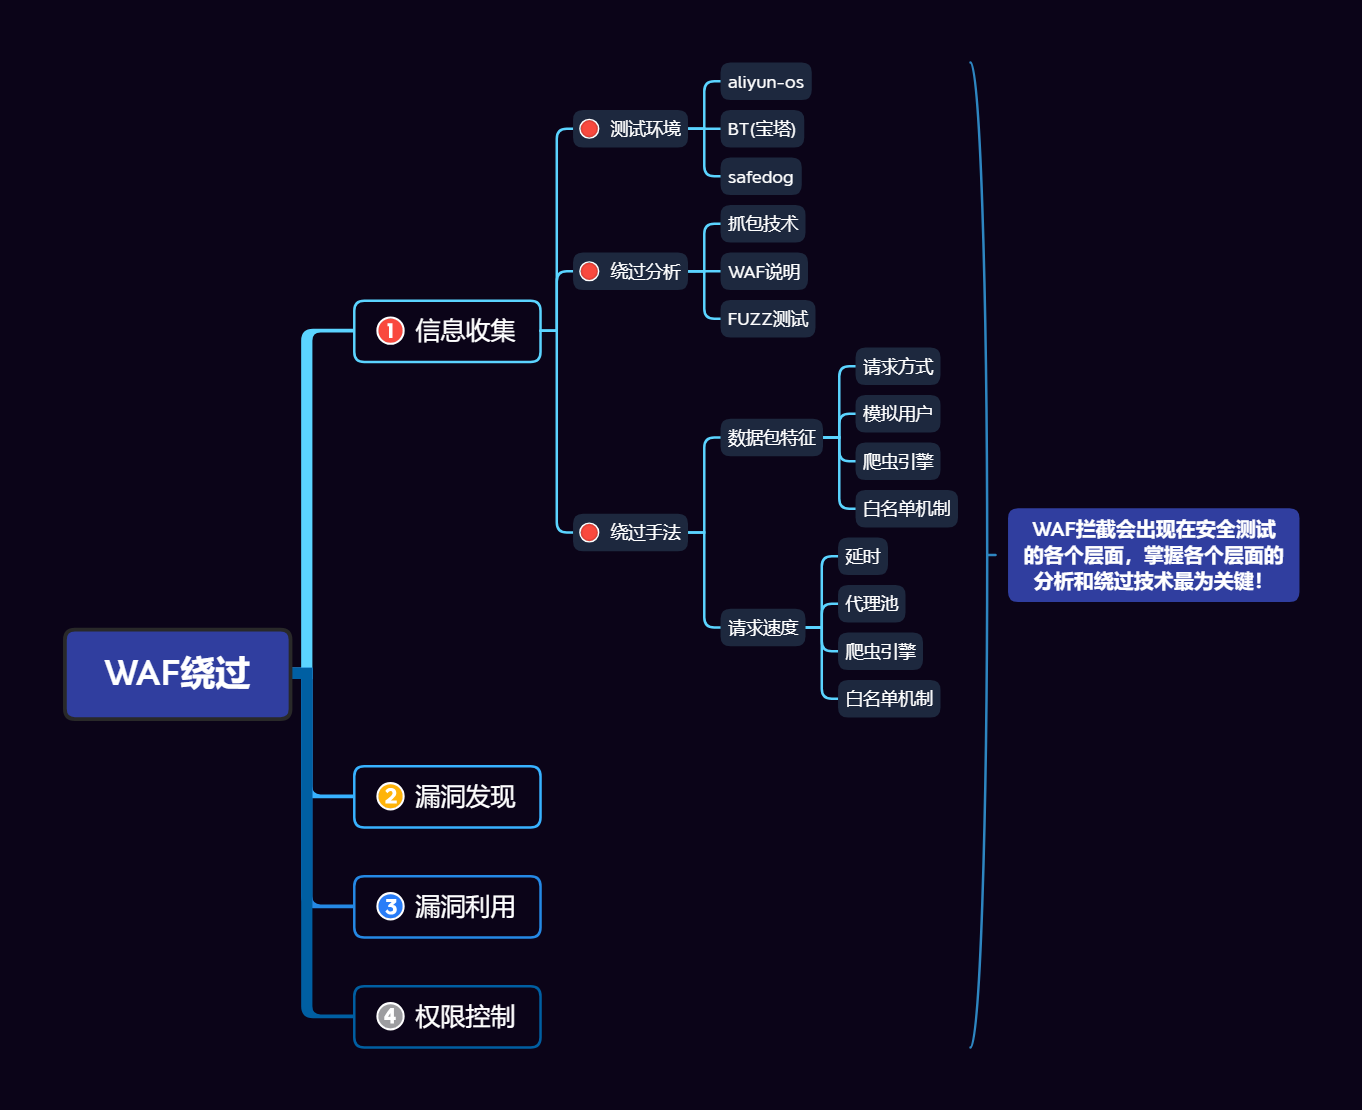 WAF绕过
1 信息收集
测试环境
aliyun-os
BT(宝塔)
safedog
绕过分析
抓包技术
WAF说明
FUZZ测试
绕过手法
数据包特征
请求方式
模拟用户
爬虫引擎
白名单机制
请求速度
延时
代理池
爬虫引擎
白名单机制
2 漏洞发现
3 漏洞利用
4 权限控制
WAF拦截会出现在安全测试
的各个层面，掌握各个层面的
分析和绕过技术最为关键！